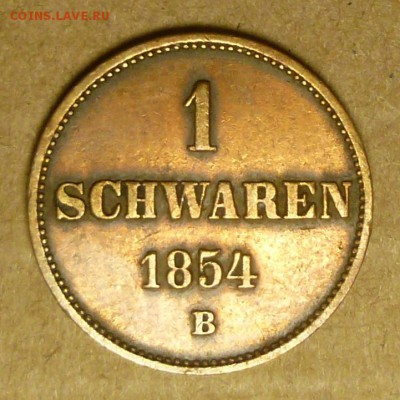 COINS.LAVE.RU
1
SCHWAREN
1854
B